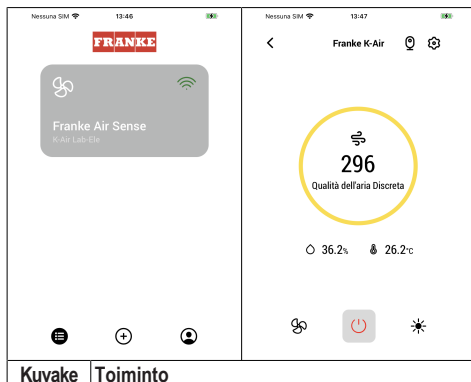 Nessuna SIM 13:46
FRANKE
Franke Air Sense
K-Air Lab-Ele
Nessuna SIM 13:47
Franke K-Air
296
Qualità dell'aria Discreta
36.2% 26.2°C
Kuvake Toiminto